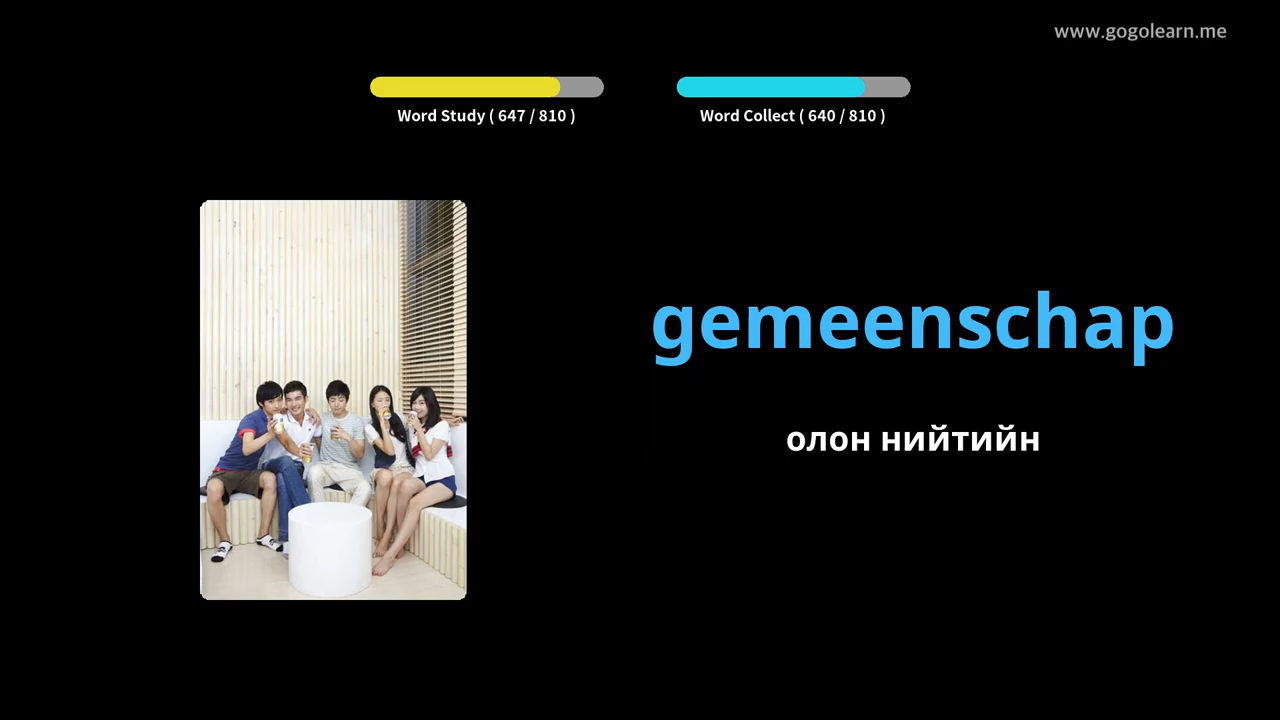 www.gogolearn.me
Word Study ( 647 / 810 )
Word Collect ( 640 / 810 )
gemeenschap
олон нийтийн